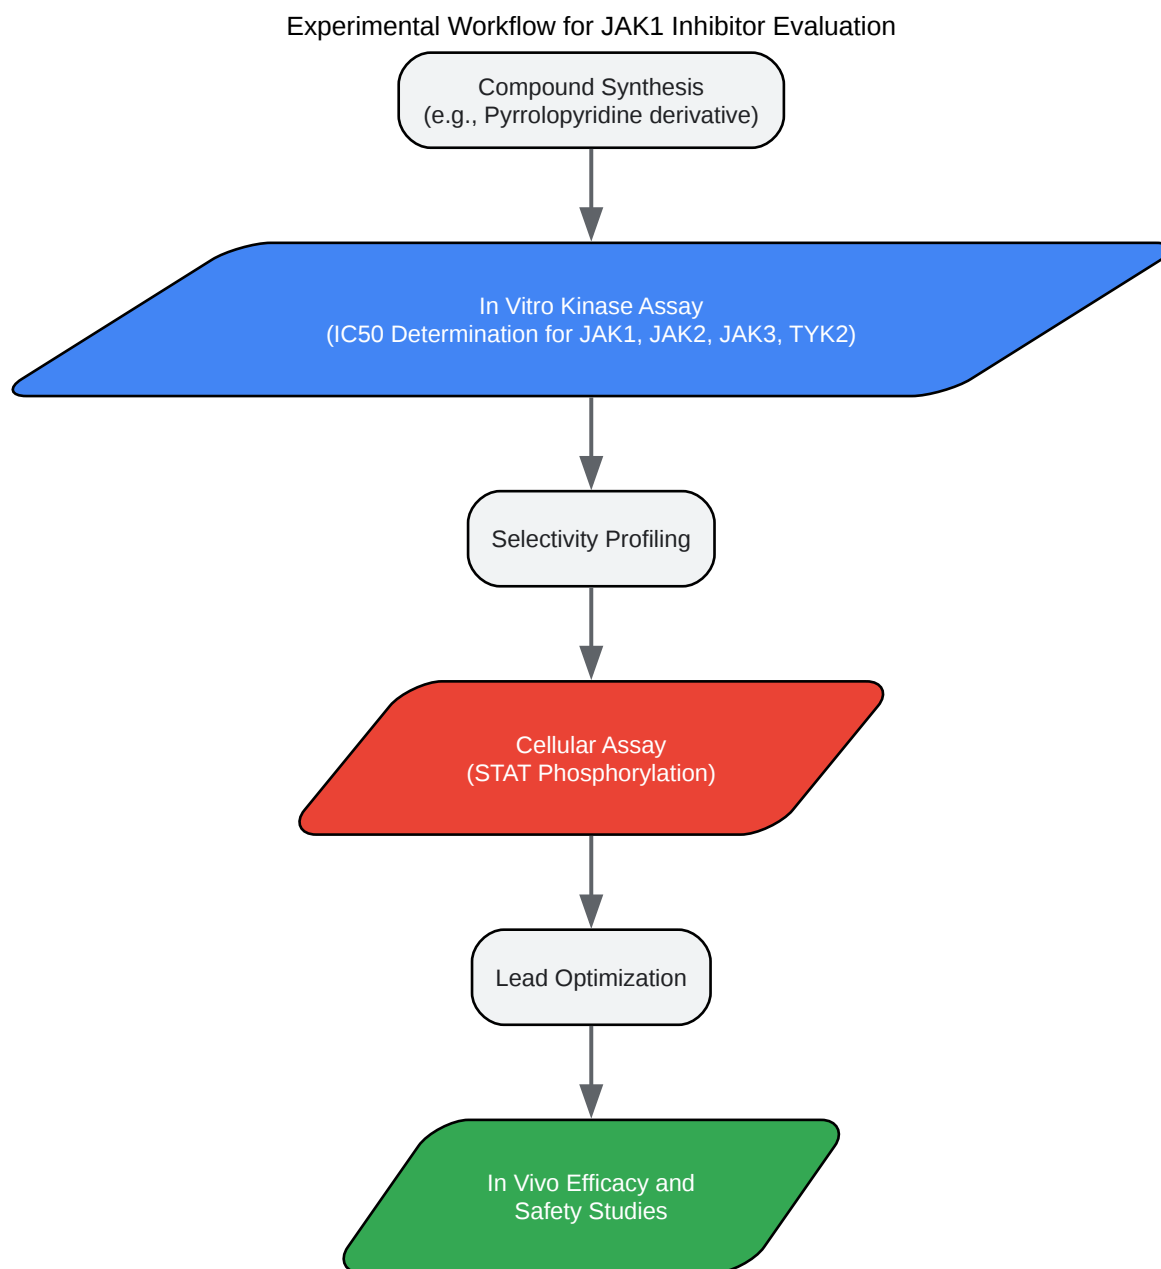 Experimental Workflow for JAK1 Inhibitor Evaluation
Compound Synthesis
(e.g., Pyrrolopyridine derivative)
In Vitro Kinase Assay
(IC50 Determination for JAK1, JAK2, JAK3, TYK2)
Selectivity Profiling
Cellular Assay
(STAT Phosphorylation)
Lead Optimization
In Vivo Efficacy and
Safety Studies